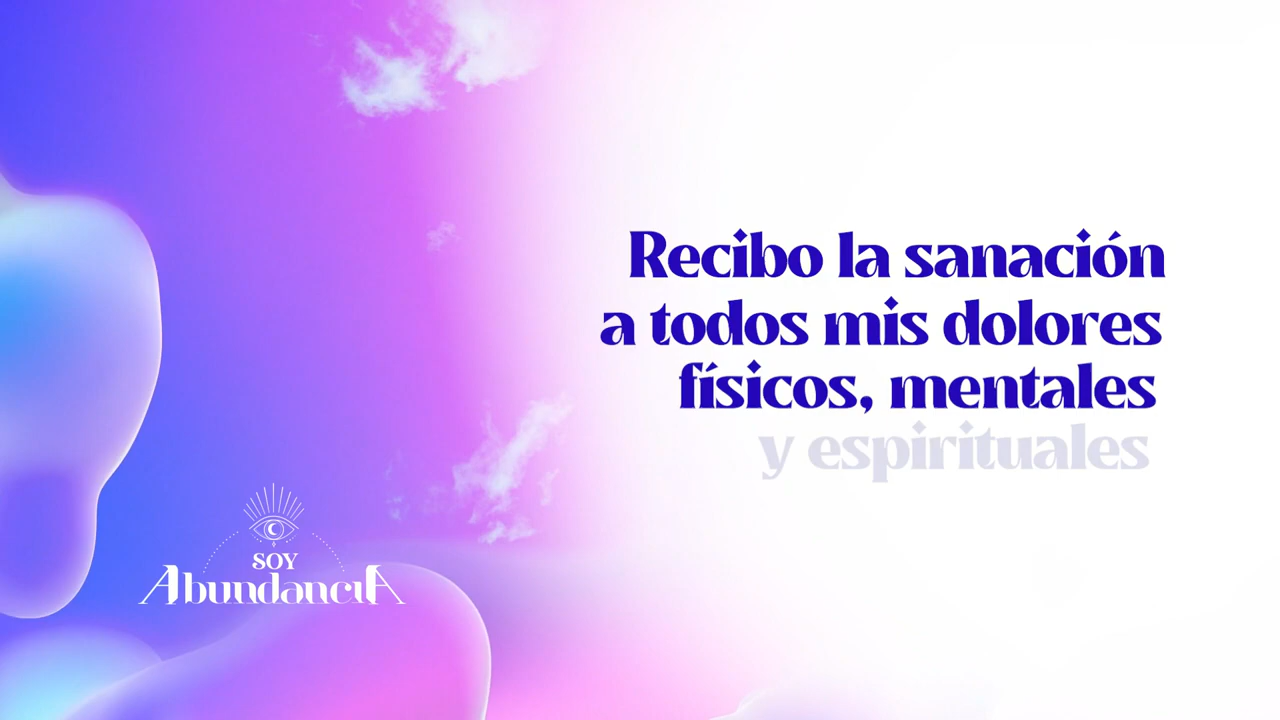 Recibo la sanación
a todos mis dolores
físicos, mentales
y espirituales
SOY
AbundanciA